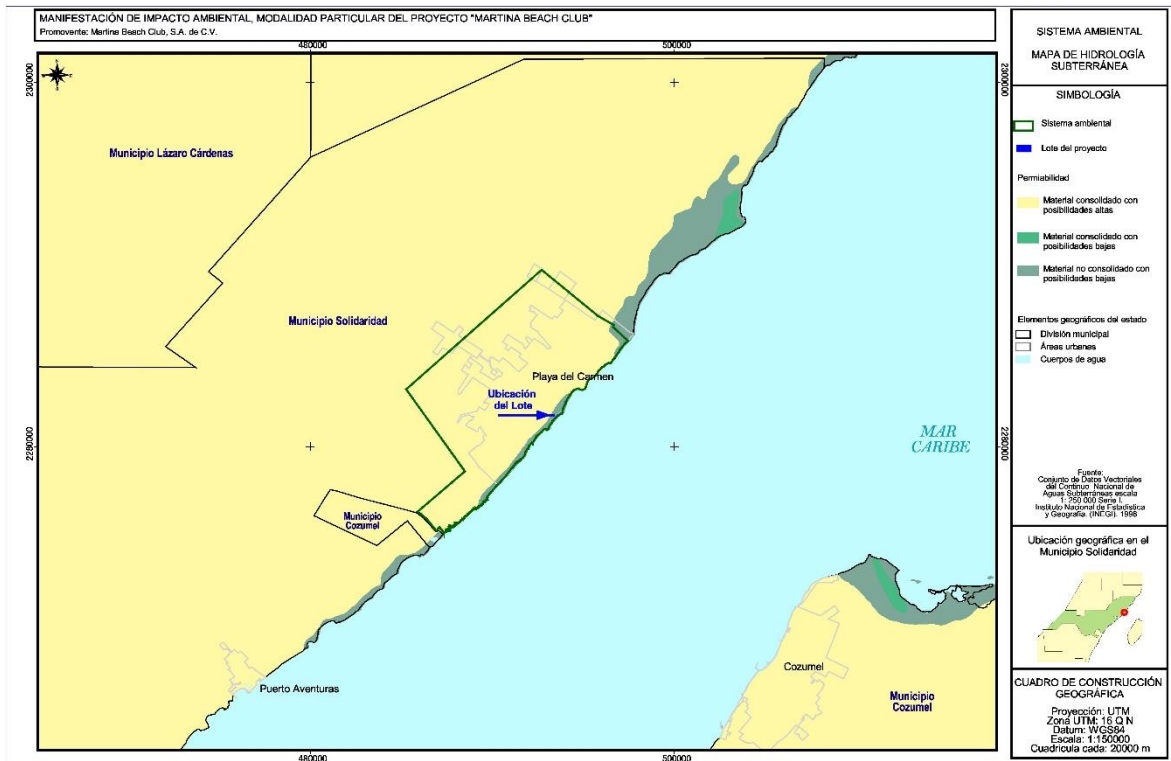 MANIFESTACIÓN DE IMPACTO AMBIENTAL, MODALIDAD PARTICULAR DEL PROYECTO "MARTINA BEACH CLUB"
Promovente: Martina Beach Club, S.A. de C.V.
480000
500000
2300000
2300000
Municipio Lázaro Cárdenas
Municipio Solidaridad
Playa del Carmen
Ubicación
del Lote
2280000
2280000
MAR
CARIBE
Municipio
Cozumel
Puerto Aventuras
Cozumel
Municipio
Cozumel
480000
500000
SISTEMA AMBIENTAL
MAPA DE HIDROLOGÍA
SUBTERRÁNEA
SIMBOLOGÍA
Sistema ambiental
Lote del proyecto
Permiabilidad
Material consolidado con
posibilidades altas
Material consolidado con
posibilidades bajas
Material no consolidado con
posibilidades bajas
Elementos geográficos del estado
División municipal
Áreas urbanas
Cuerpos de agua
Fuente:
Conjunto de Datos Vectoriales
del Continuo Nacional de
Aguas Subterráneas escala
1: 250 000 Serie I.
Instituto Nacional de Estadística
y Geografía. (INEGI). 1998
Ubicación geográfica en el
Municipio Solidaridad
CUADRO DE CONSTRUCCIÓN
GEOGRÁFICA
Proyección: UTM
Zona UTM: 16 Q N
Datum: WGS84
Escala: 1:150000
Cuadrícula cada: 20000 m